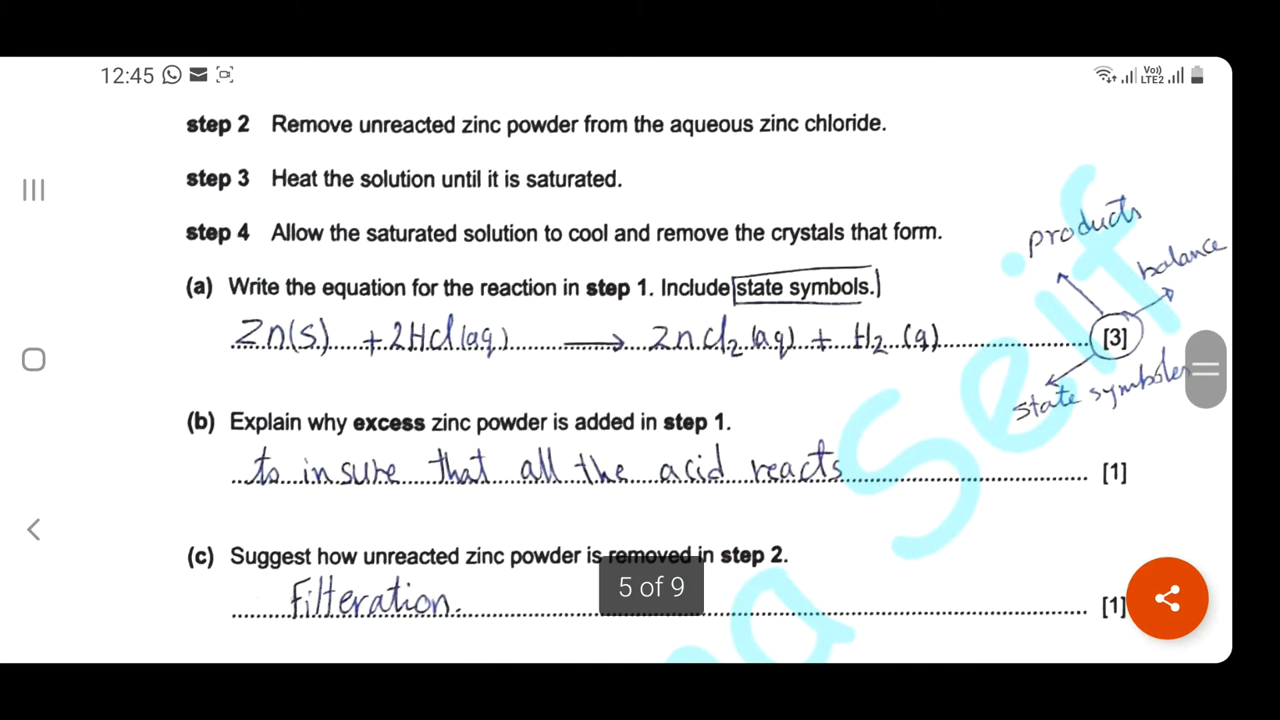 12:45
Vo)
LTE2
step 2 Remove unreacted zinc powder from the aqueous zinc chloride.
step 3 Heat the solution until it is saturated.
step 4 Allow the saturated solution to cool and remove the crystals that form.
products
balance
(a) Write the equation for the reaction in step 1. Include state symbols.
Zn(s) + 2HCl(aq) → ZnCl₂(aq) + H₂(g) [3]
state symboles
(b) Explain why excess zinc powder is added in step 1.
to insure that all the acid reacts [1]
(c) Suggest how unreacted zinc powder is removed in step 2.
Filteration. [1]
5 of 9
a Seif